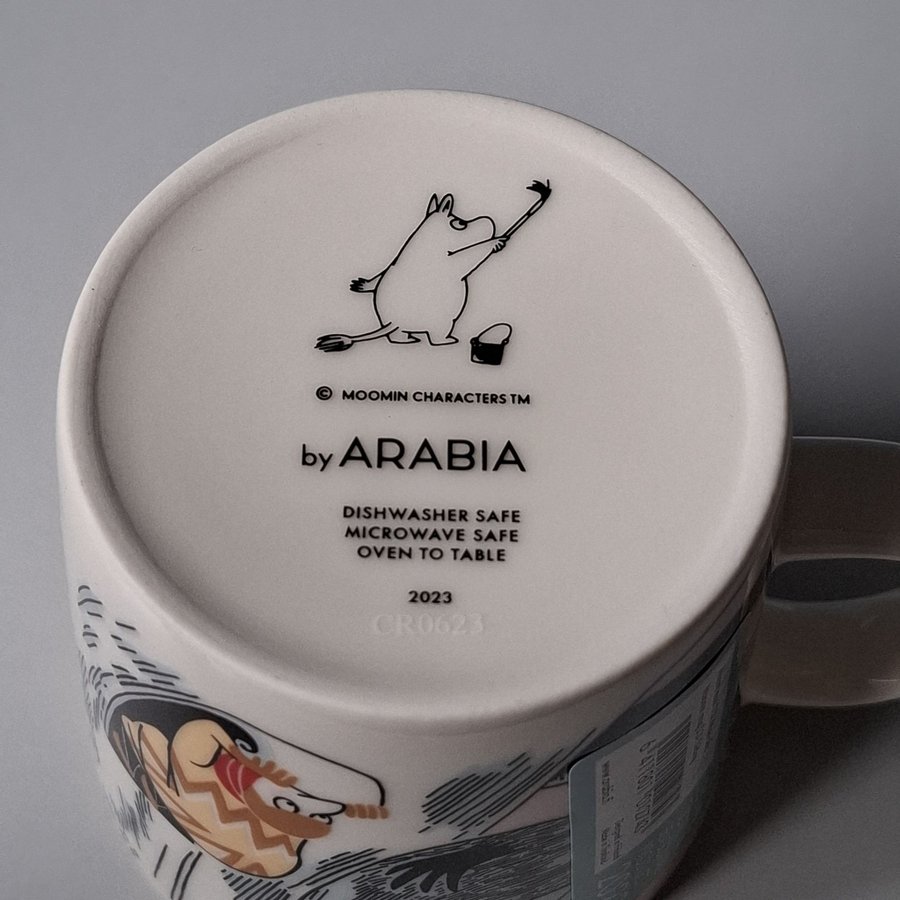 © MOOMIN CHARACTERS TM
by ARABIA
DISHWASHER SAFE
MICROWAVE SAFE
OVEN TO TABLE
2023
CR0623